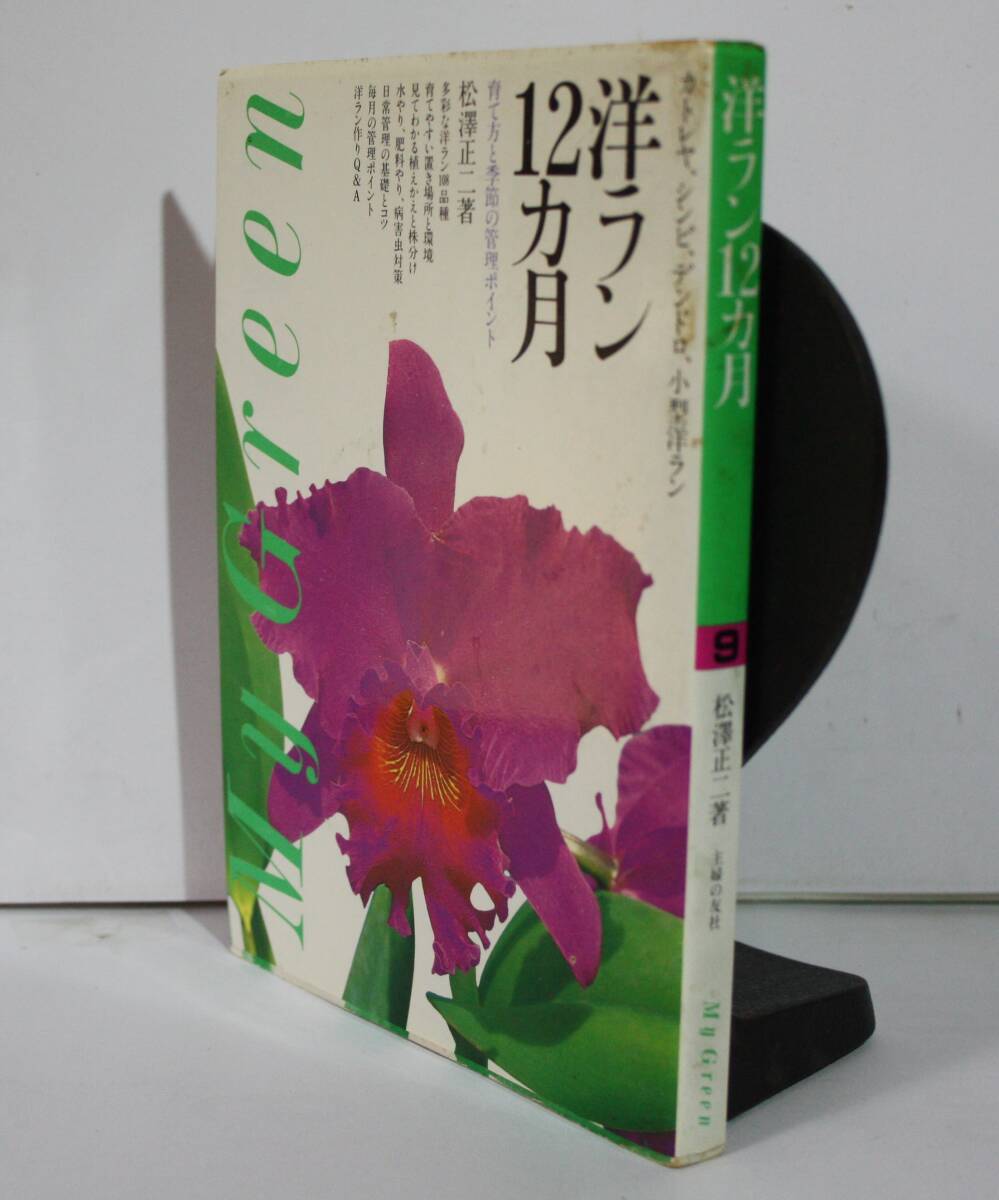 カトレヤ、シンビ、デンドロ、小型洋ラン
洋ラン
12カ月
育て方と季節の管理ポイント
松澤正二著
多彩な洋ラン108品種
育てやすい置き場所と環境
見てわかる植えかえと株分け
水やり、肥料やり、病害虫対策
日常管理の基礎とコツ
毎月の管理ポイント
洋ラン作りQ&A
My Green
洋ラン12カ月
9
松澤正二著
主婦の友社
My Green